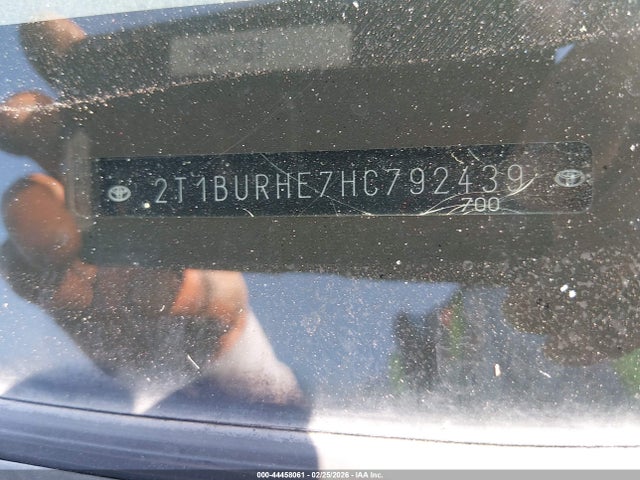 2T1BURHE7HC792439
700
000-44458061 | 02/25/2026 | IAA Inc.